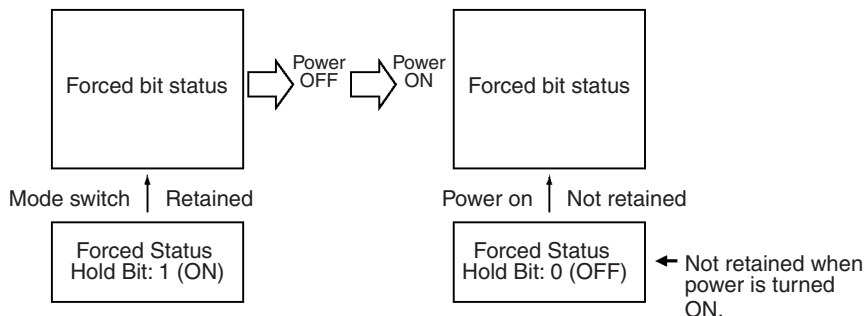 Forced bit status
Power
OFF
Power
ON
Forced bit status
Mode switch
Retained
Power on
Not retained
Forced Status
Hold Bit: 1 (ON)
Forced Status
Hold Bit: 0 (OFF)
Not retained when
power is turned
ON.